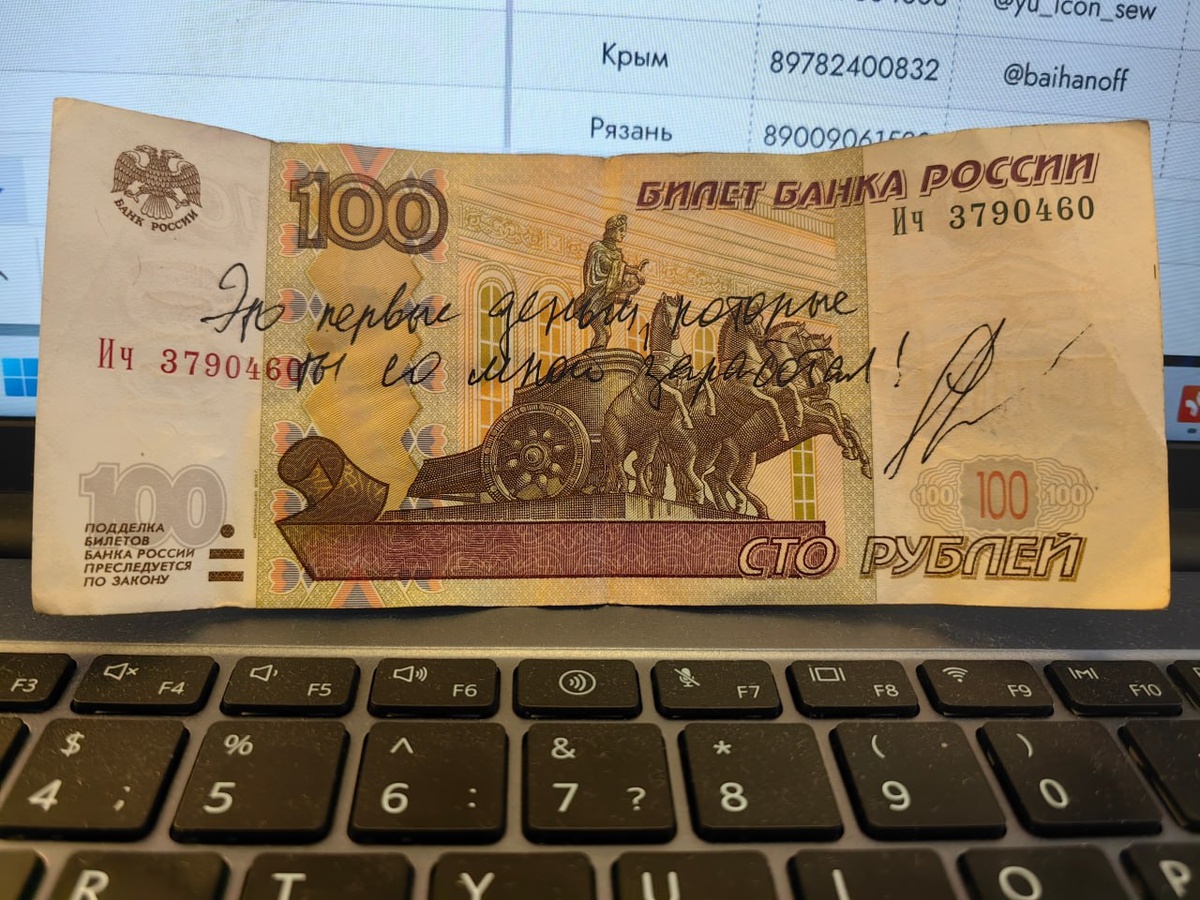 @yu_icon_sew
Крым 89782400832 @baihanoff
Рязань
БАНК РОССИИ
100
БИЛЕТ БАНКА РОССИИ
Ич 3790460
Это первые деньги, которые
Ич 3790460
ты со мной заработал!
100
100 100 100
ПОДДЕЛКА
БИЛЕТОВ
БАНКА РОССИИ
ПРЕСЛЕДУЕТСЯ
ПО ЗАКОНУ
СТО РУБЛЕЙ
F3 F4 F5 F6 F7 F8 F9 F10
$ % ^ & * ( )
4 ; 5 6 : 7 ? 8 9 . 0
R T Y U I O P